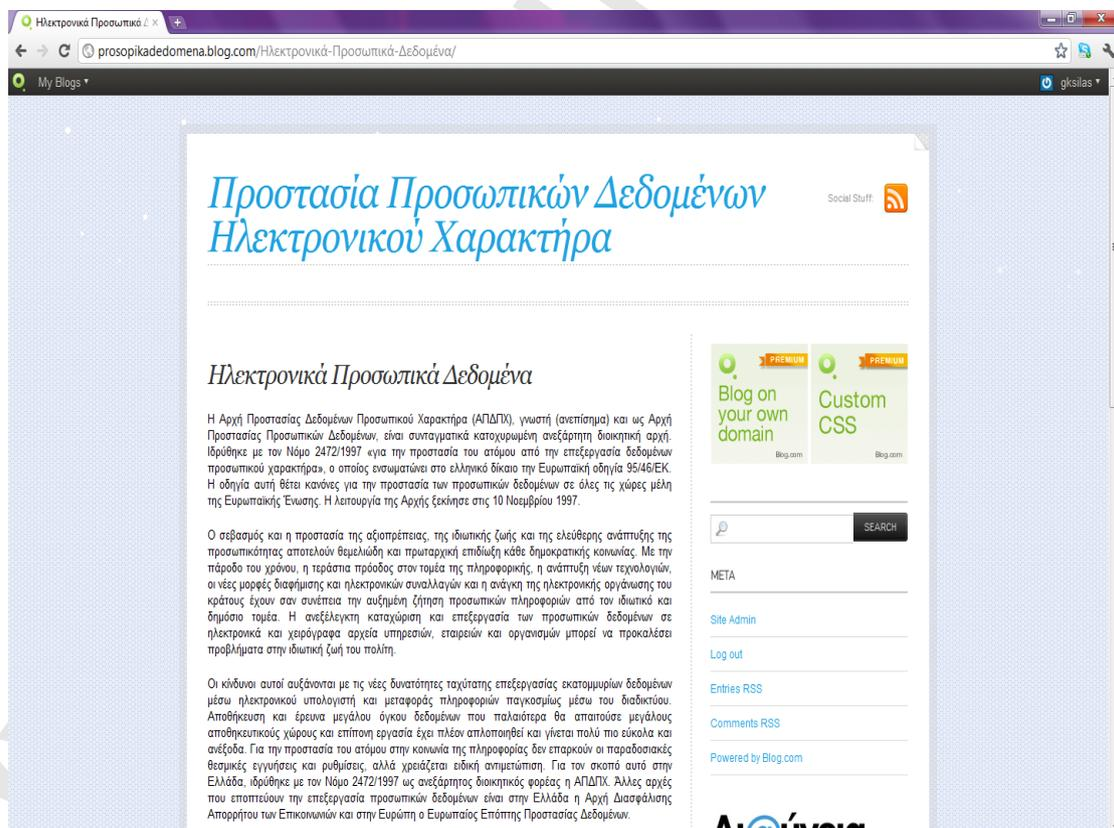 Ηλεκτρονικά Προσωπικά Δ
prosopikadedomena.blog.com/Ηλεκτρονικά-Προσωπικά-Δεδομένα/
My Blogs
gksilas
Προστασία Προσωπικών Δεδομένων
Ηλεκτρονικού Χαρακτήρα
Social Stuff:
Ηλεκτρονικά Προσωπικά Δεδομένα
Η Αρχή Προστασίας Δεδομένων Προσωπικού Χαρακτήρα (ΑΠΔΠΧ), γνωστή (ανεπίσημα) και ως Αρχή
Προστασίας Προσωπικών Δεδομένων, είναι συνταγματικά κατοχυρωμένη ανεξάρτητη διοικητική αρχή.
Ιδρύθηκε με τον Νόμο 2472/1997 «για την προστασία του ατόμου από την επεξεργασία δεδομένων
προσωπικού χαρακτήρα», ο οποίος ενσωματώνει στο ελληνικό δίκαιο την Ευρωπαϊκή οδηγία 95/46/ΕΚ.
Η οδηγία αυτή θέτει κανόνες για την προστασία των προσωπικών δεδομένων σε όλες τις χώρες μέλη
της Ευρωπαϊκής Ένωσης. Η λειτουργία της Αρχής ξεκίνησε στις 10 Νοεμβρίου 1997.
Ο σεβασμός και η προστασία της αξιοπρέπειας, της ιδιωτικής ζωής και της ελεύθερης ανάπτυξης της
προσωπικότητας αποτελούν θεμελιώδη και πρωταρχική επιδίωξη κάθε δημοκρατικής κοινωνίας. Με την
πάροδο του χρόνου, η τεράστια πρόοδος στον τομέα της πληροφορικής, η ανάπτυξη νέων τεχνολογιών,
οι νέες μορφές διαφήμισης και ηλεκτρονικών συναλλαγών και η ανάγκη της ηλεκτρονικής οργάνωσης του
κράτους έχουν σαν συνέπεια την αυξημένη ζήτηση προσωπικών πληροφοριών από τον ιδιωτικό και
δημόσιο τομέα. Η ανεξέλεγκτη καταχώριση και επεξεργασία των προσωπικών δεδομένων σε
ηλεκτρονικά και χειρόγραφα αρχεία υπηρεσιών, εταιρειών και οργανισμών μπορεί να προκαλέσει
προβλήματα στην ιδιωτική ζωή του πολίτη.
Οι κίνδυνοι αυτοί αυξάνονται με τις νέες δυνατότητες ταχύτατης επεξεργασίας εκατομμυρίων δεδομένων
μέσω ηλεκτρονικού υπολογιστή και μεταφοράς πληροφοριών παγκοσμίως μέσω του διαδικτύου.
Αποθήκευση και έρευνα μεγάλου όγκου δεδομένων που παλαιότερα θα απαιτούσε μεγάλους
αποθηκευτικούς χώρους και επίπονη εργασία έχει πλέον απλοποιηθεί και γίνεται πολύ πιο εύκολα και
ανέξοδα. Για την προστασία του ατόμου στην κοινωνία της πληροφορίας δεν επαρκούν οι παραδοσιακές
θεσμικές εγγυήσεις και ρυθμίσεις, αλλά χρειάζεται ειδική αντιμετώπιση. Για τον σκοπό αυτό στην
Ελλάδα, ιδρύθηκε με τον Νόμο 2472/1997 ως ανεξάρτητος διοικητικός φορέας η ΑΠΔΠΧ. Άλλες αρχές
που εποπτεύουν την επεξεργασία προσωπικών δεδομένων είναι στην Ελλάδα η Αρχή Διασφάλισης
Απορρήτου των Επικοινωνιών και στην Ευρώπη ο Ευρωπαίος Επόπτης Προστασίας Δεδομένων.
PREMIUM
Blog on
your own
domain
Blog.com
PREMIUM
Custom
CSS
Blog.com
SEARCH
META
Site Admin
Log out
Entries RSS
Comments RSS
Powered by Blog.com